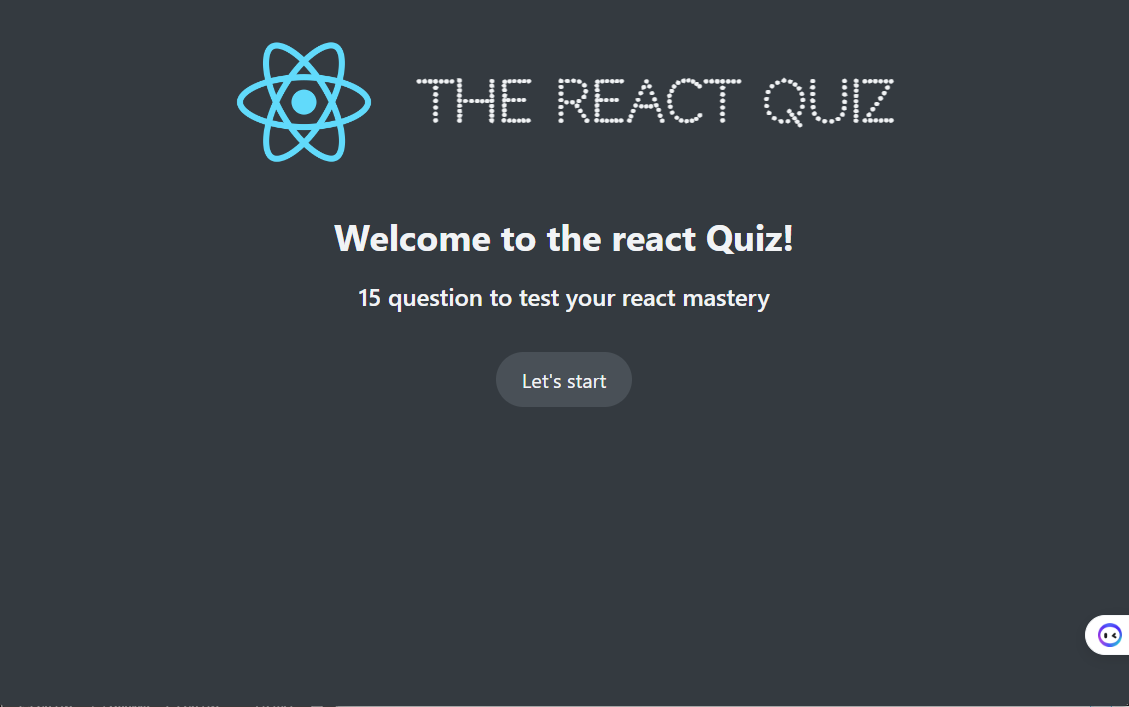 THE REACT QUIZ
Welcome to the react Quiz!
15 question to test your react mastery
Let's start